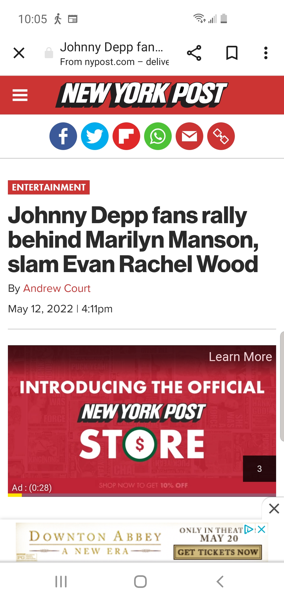 10:05
Johnny Depp fan...
From nypost.com – delive
NEW YORK POST
ENTERTAINMENT
Johnny Depp fans rally
behind Marilyn Manson,
slam Evan Rachel Wood
By Andrew Court
May 12, 2022 | 4:11pm
Learn More
INTRODUCING THE OFFICIAL
NEW YORK POST
STORE
$
3
SHOP NOW TO GET 10% OFF
Ad : (0:28)
DOWNTON ABBEY
A NEW ERA
ONLY IN THEAT
MAY 20
GET TICKETS NOW